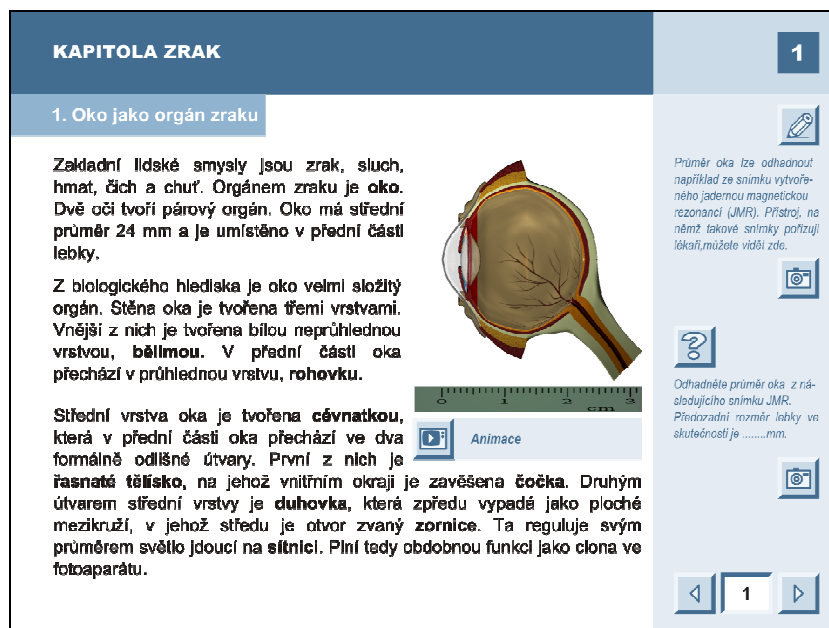 KAPITOLA ZRAK
1
1. Oko jako orgán zraku
Základní lidské smysly jsou zrak, sluch,
hmat, čich a chuť. Orgánem zraku je oko.
Dvě oči tvoří párový orgán. Oko má střední
průměr 24 mm a je umístěno v přední části
lebky.
Z biologického hlediska je oko velmi složitý
orgán. Stěna oka je tvořena třemi vrstvami.
Vnější z nich je tvořena bílou neprůhlednou
vrstvou, bělimou. V přední části oka
přechází v průhlednou vrstvu, rohovku.
0 1 2 3
cm
Animace
Střední vrstva oka je tvořena cévnatkou,
která v přední části oka přechází ve dva
formálně odlišné útvary. První z nich je
řasnaté tělísko, na jehož vnitřním okraji je zavěšena čočka. Druhým
útvarem střední vrstvy je duhovka, která zpředu vypadá jako ploché
mezikruží, v jehož středu je otvor zvaný zornice. Ta reguluje svým
průměrem světlo jdoucí na sítnici. Plní tedy obdobnou funkci jako clona ve
fotoaparátu.
Průměr oka lze odhadnout
například ze snímku vytvoře-
ného jadernou magnetickou
rezonancí (JMR). Přístroj, na
němž takové snímky pořizují
lékaři,můžete vidět zde.
?
Odhadněte průměr oka z ná-
sledujícího snímku JMR.
Předozadní rozměr lebky ve
skutečnosti je ........mm.
1